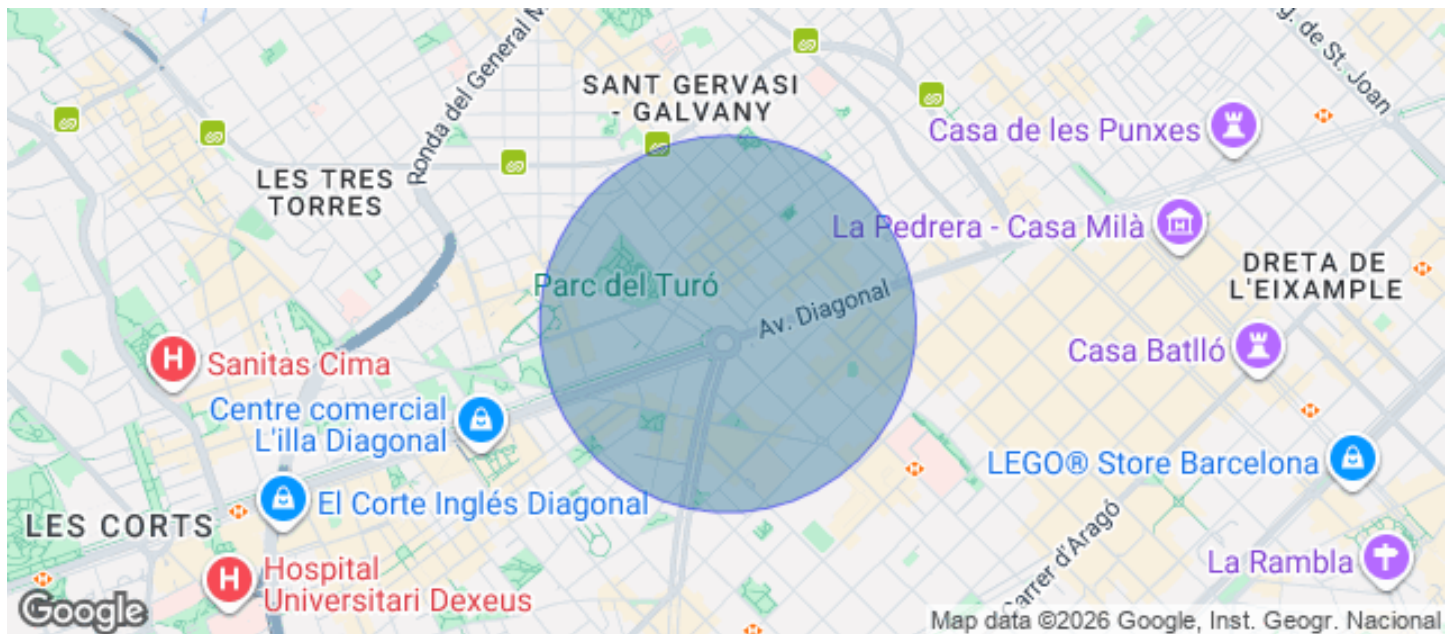 Ronda del General M
SANT GERVASI
- GALVANY
g. de St. Joan
Casa de les Punxes
LES TRES
TORRES
La Pedrera - Casa Milà
DRETA DE
L'EIXAMPLE
Parc del Turó
Av. Diagonal
Sanitas Cima
Casa Batlló
Centre comercial
L'illa Diagonal
LEGO® Store Barcelona
El Corte Inglés Diagonal
LES CORTS
Carrer d'Aragó
La Rambla
Hospital
Universitari Dexeus
Google
Map data ©2026 Google, Inst. Geogr. Nacional